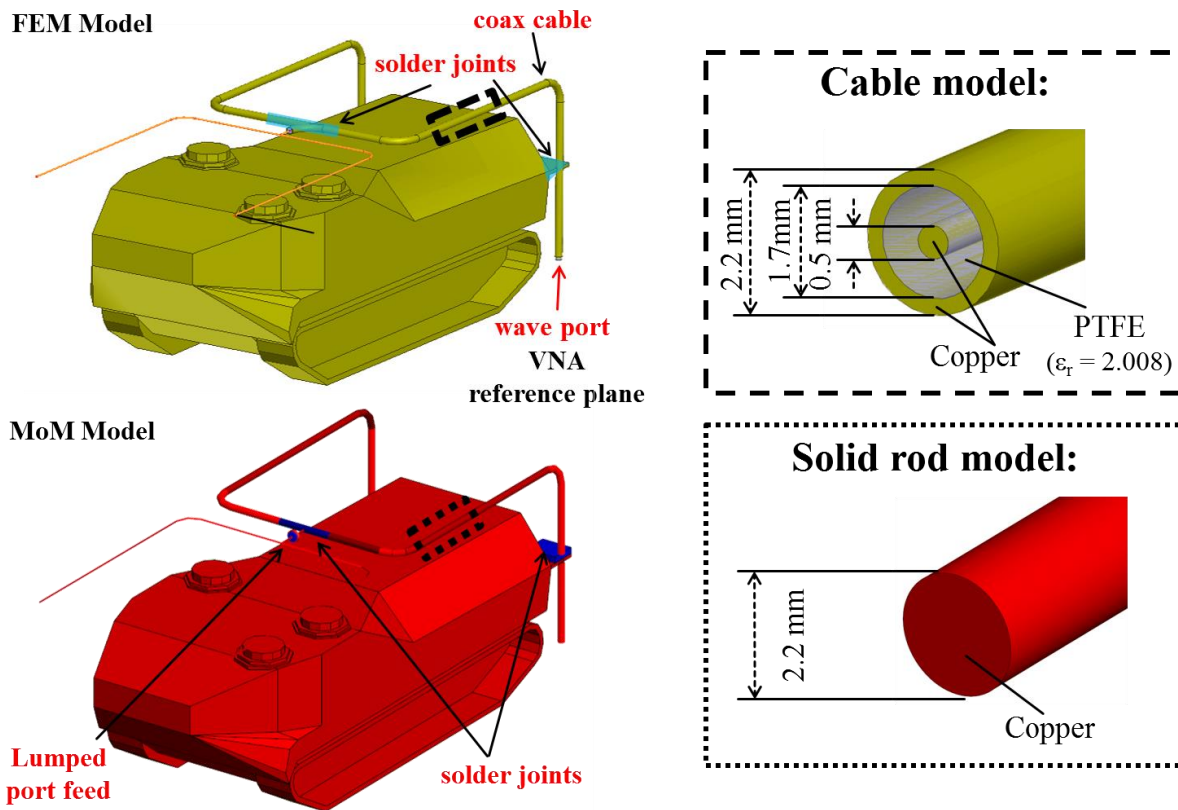 FEM Model
coax cable
solder joints
wave port
VNA
reference plane
Cable model:
2.2 mm
1.7mm
0.5 mm
PTFE
Copper
(εr = 2.008)
MoM Model
Lumped
port feed
solder joints
Solid rod model:
2.2 mm
Copper